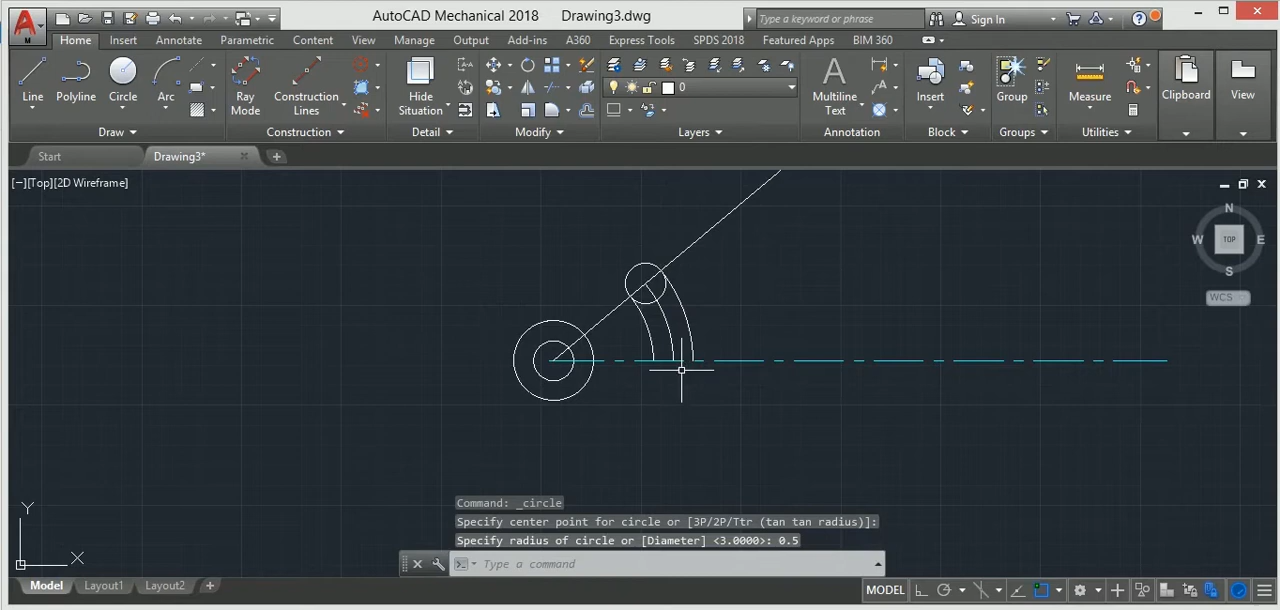 AutoCAD Mechanical 2018 Drawing3.dwg
Type a keyword or phrase
Sign In
M
Home Insert Annotate Parametric Content View Manage Output Add-ins A360 Express Tools SPDS 2018 Featured Apps BIM 360
Line Polyline Circle Arc
Ray Mode
Construction Lines
Hide Situation
0
Multiline Text
Insert
Group
Measure
Clipboard
View
Draw Construction Detail Modify Layers Annotation Block Groups Utilities
Start Drawing3*
[−][Top][2D Wireframe]
N
W TOP E
S
WCS
Y
X
Command: _circle
Specify center point for circle or [3P/2P/Ttr (tan tan radius)]:
Specify radius of circle or [Diameter] <3.0000>: 0.5
Type a command
Model Layout1 Layout2
MODEL